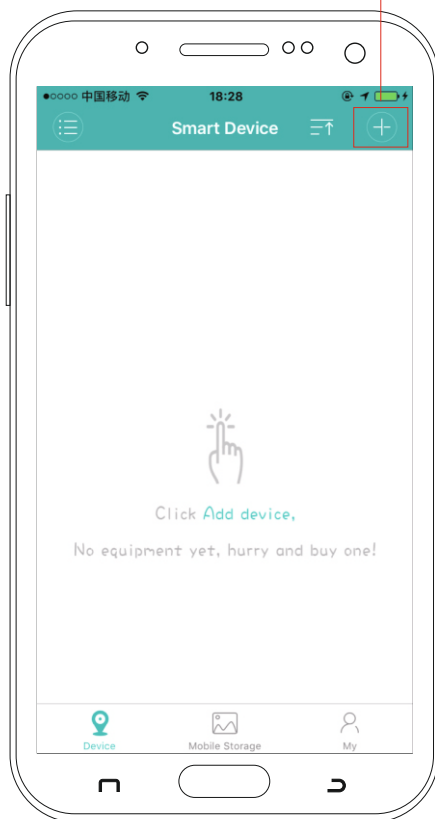 ●○○○○ 中国移动 18:28
Smart Device
Click Add device,
No equipment yet, hurry and buy one!
Device Mobile Storage My